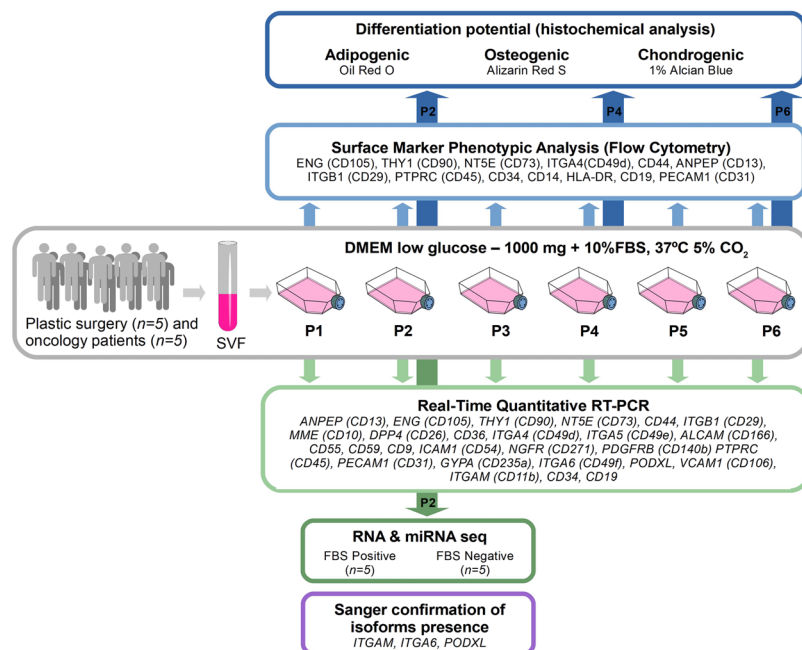 Differentiation potential (histochemical analysis)
Adipogenic Osteogenic Chondrogenic
Oil Red O Alizarin Red S 1% Alcian Blue
P2 P4 P6
Surface Marker Phenotypic Analysis (Flow Cytometry)
ENG (CD105), THY1 (CD90), NT5E (CD73), ITGA4(CD49d), CD44, ANPEP (CD13),
ITGB1 (CD29), PTPRC (CD45), CD34, CD14, HLA-DR, CD19, PECAM1 (CD31)
DMEM low glucose – 1000 mg + 10%FBS, 37ºC 5% CO2
Plastic surgery (n=5) and
oncology patients (n=5)
SVF
P1 P2 P3 P4 P5 P6
Real-Time Quantitative RT-PCR
ANPEP (CD13), ENG (CD105), THY1 (CD90), NT5E (CD73), CD44, ITGB1 (CD29),
MME (CD10), DPP4 (CD26), CD36, ITGA4 (CD49d), ITGA5 (CD49e), ALCAM (CD166),
CD55, CD59, CD9, ICAM1 (CD54), NGFR (CD271), PDGFRB (CD140b) PTPRC
(CD45), PECAM1 (CD31), GYPA (CD235a), ITGA6 (CD49f), PODXL, VCAM1 (CD106),
ITGAM (CD11b), CD34, CD19
P2
RNA & miRNA seq
FBS Positive FBS Negative
(n=5) (n=5)
Sanger confirmation of
isoforms presence
ITGAM, ITGA6, PODXL